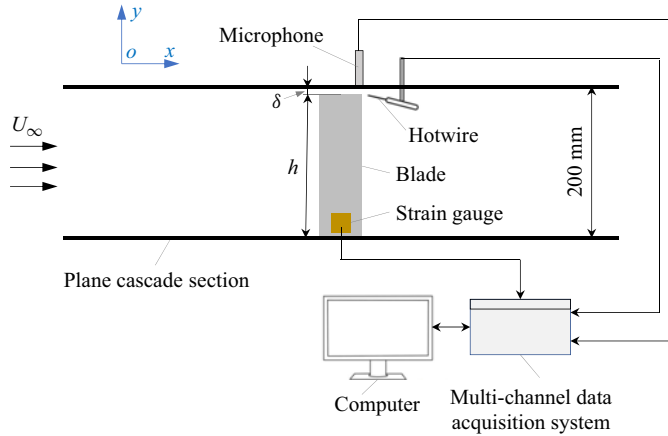 y
o
x
Microphone
δ
Hotwire
U∞
h
Blade
200 mm
Strain gauge
Plane cascade section
Computer
Multi-channel data
acquisition system